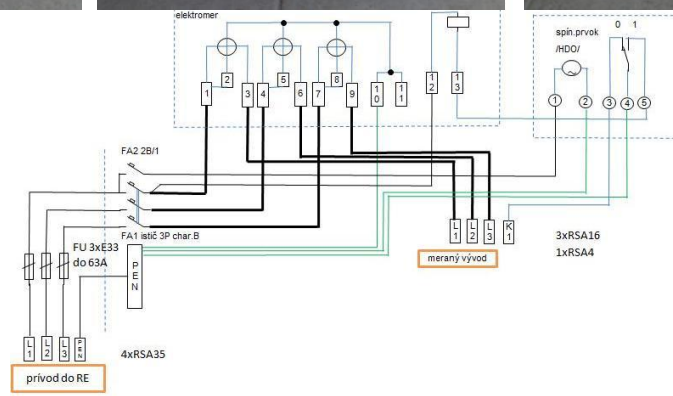 elektromer
spín.prvok
/HDO/
0 1
1 2 3 4 5 6 7 8 9 10 11 12 13
1 2 3 4 5
FA2 2B/1
FA1 istič 3P char.B
FU 3xE33
do 63A
PEN
L1 L2 L3 K1
meraný vývod
3xRSA16
1xRSA4
L1 L2 L3 PEN
4xRSA35
prívod do RE